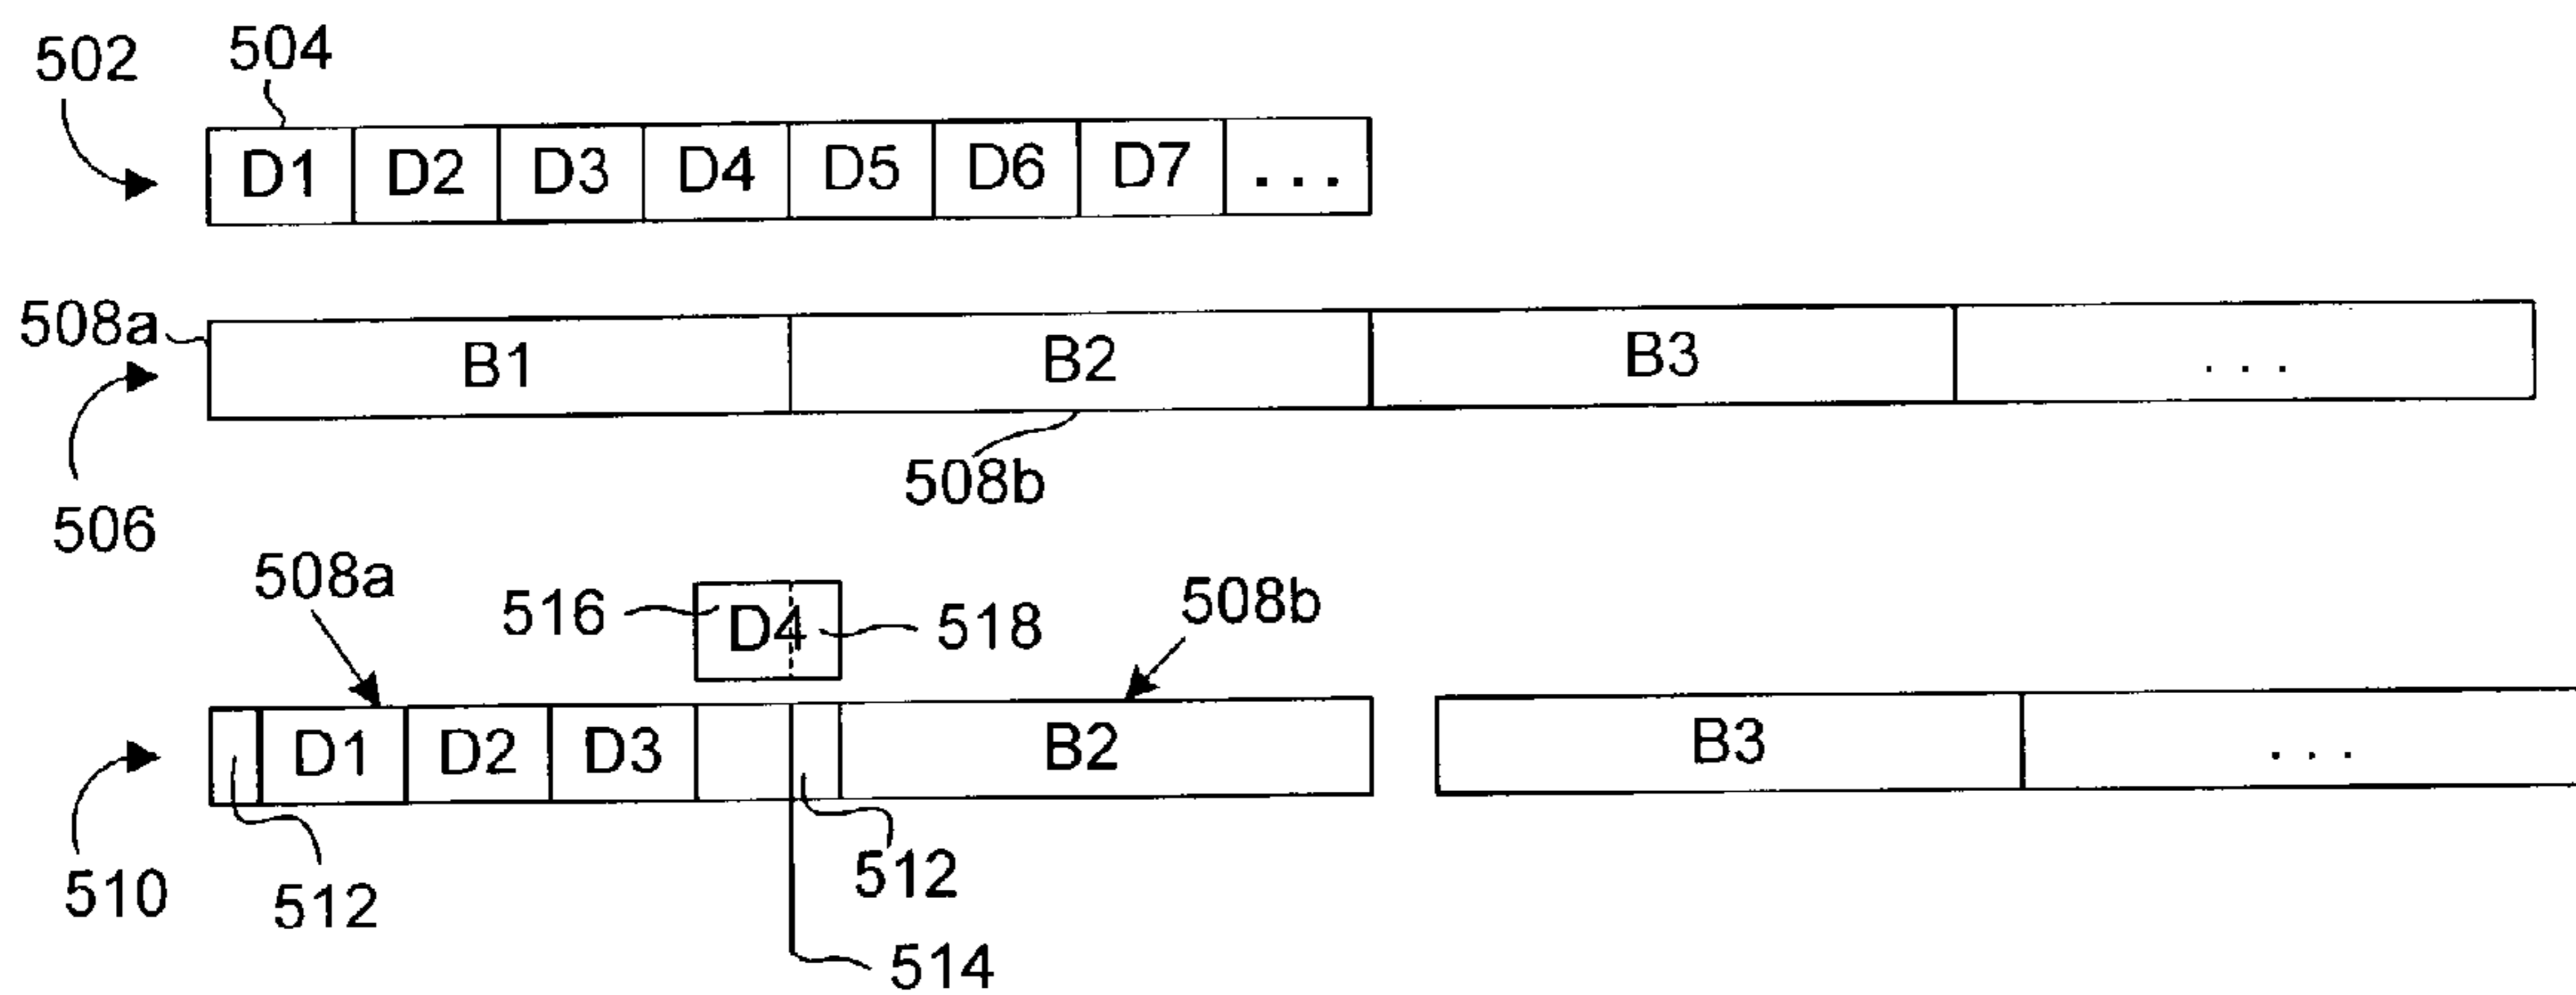 502 504
D1 D2 D3 D4 D5 D6 D7 ...
508a B1 B2 B3 ...
508b
506
508a 516 D4 518 508b
D1 D2 D3 B2 B3 ...
510 512 512
514